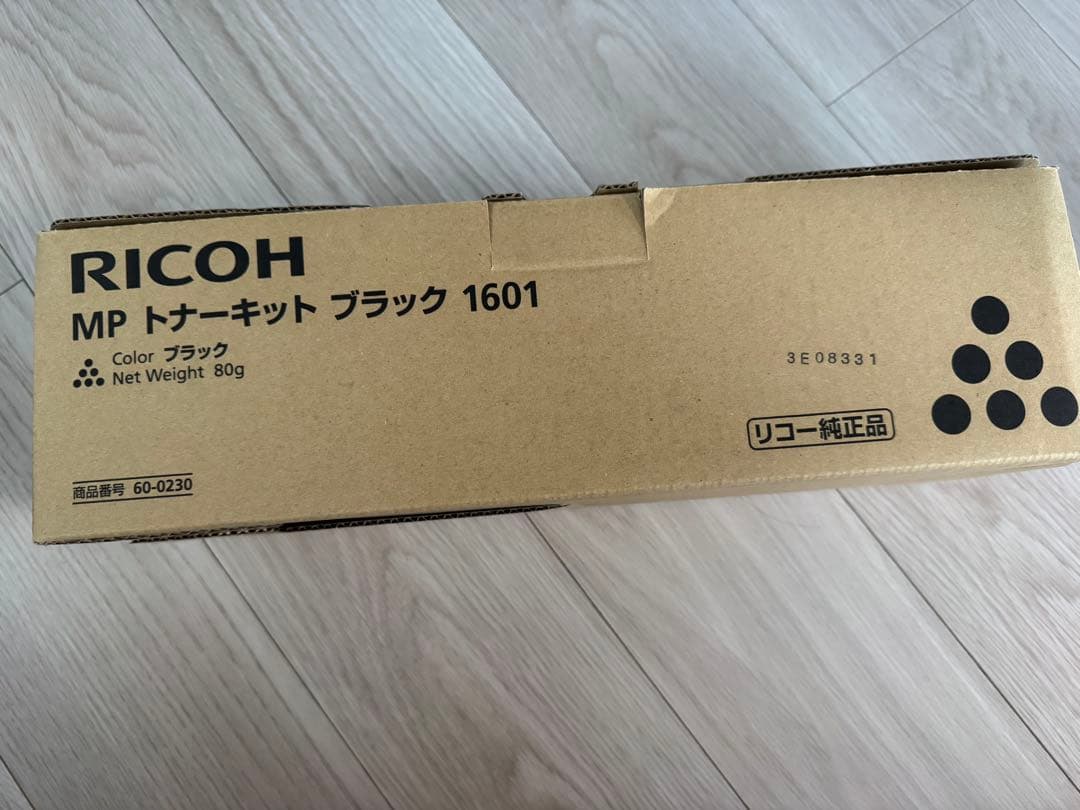 RICOH
MP トナーキット ブラック 1601
Color ブラック
Net Weight 80g
3E08331
リコー純正品
商品番号 60-0230